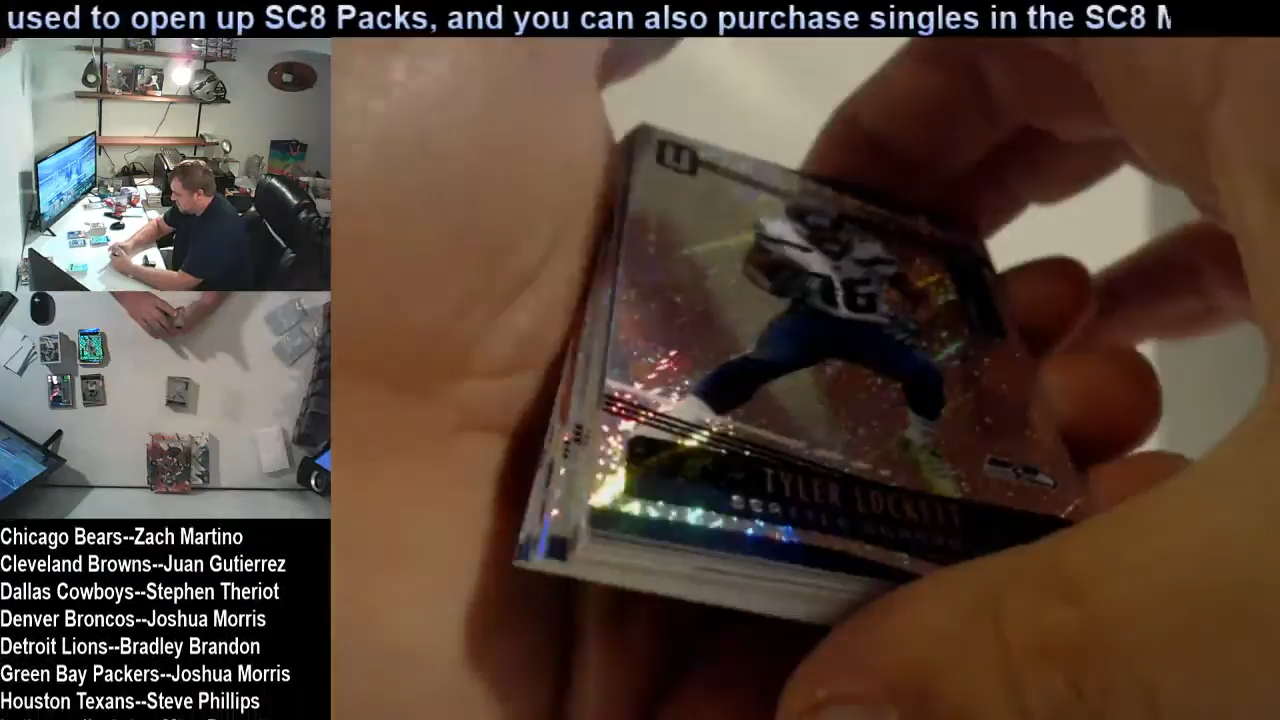 used to open up SC8 Packs, and you can also purchase singles in the SC8
16
TYLER LOCKETT
Chicago Bears--Zach Martino
Cleveland Browns--Juan Gutierrez
Dallas Cowboys--Stephen Theriot
Denver Broncos--Joshua Morris
Detroit Lions--Bradley Brandon
Green Bay Packers--Joshua Morris
Houston Texans--Steve Phillips